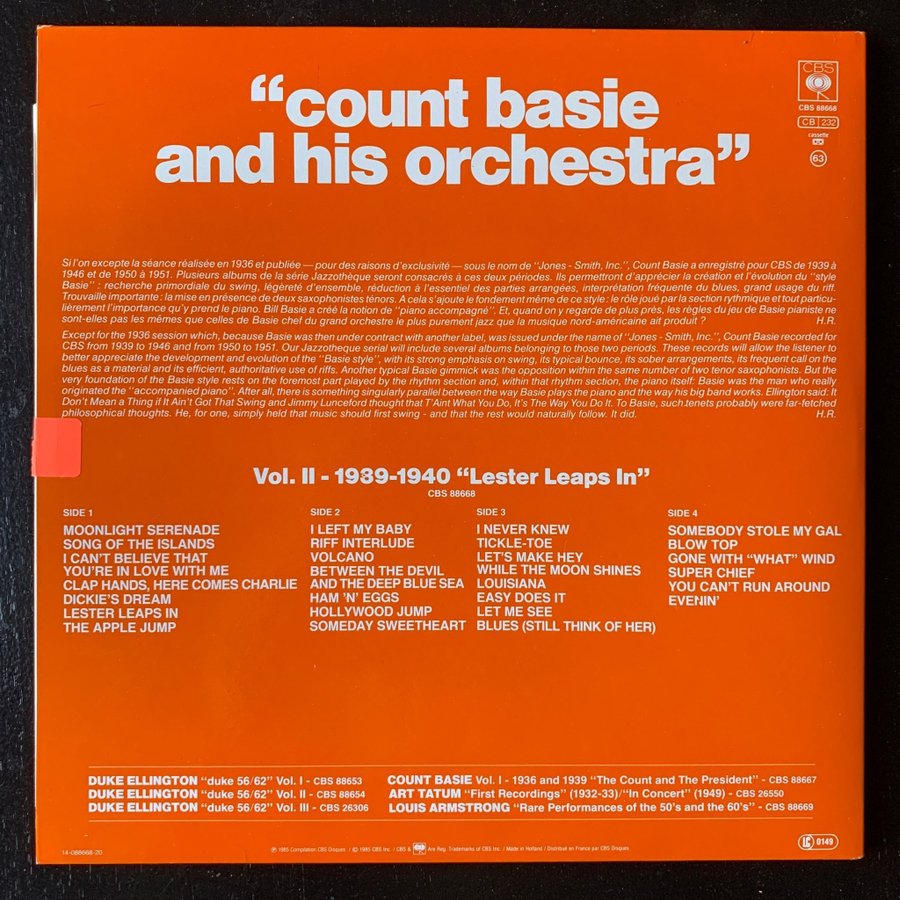 “count basie
and his orchestra”
CBS
CBS 88668
CB 232
cassette
63
Si l'on excepte la séance réalisée en 1936 et publiée — pour des raisons d'exclusivité — sous le nom de ‘‘Jones - Smith, Inc.’’, Count Basie a enregistré pour CBS de 1939 à
1946 et de 1950 à 1951. Plusieurs albums de la série Jazzothèque seront consacrés à ces deux périodes. Ils permettront d'apprécier la création et l'évolution du ‘‘style
Basie’’ : recherche primordiale du swing, légèreté d'ensemble, réduction à l'essentiel des parties arrangées, interprétation fréquente du blues, grand usage du riff.
Trouvaille importante : la mise en présence de deux saxophonistes ténors. A cela s'ajoute le fondement même de ce style : le rôle joué par la section rythmique et tout particu-
lièrement l'importance qu'y prend le piano. Bill Basie a créé la notion de ‘‘piano accompagné’’. Et, quand on y regarde de plus près, les règles du jeu de Basie pianiste ne
sont-elles pas les mêmes que celles de Basie chef du grand orchestre le plus purement jazz que la musique nord-américaine ait produit ? H.R.
Except for the 1936 session which, because Basie was then under contract with another label, was issued under the name of ‘‘Jones - Smith, Inc.’’, Count Basie recorded for
CBS from 1939 to 1946 and from 1950 to 1951. Our Jazzotheque serial will include several albums belonging to those two periods. These records will allow the listener to
better appreciate the development and evolution of the ‘‘Basie style’’, with its strong emphasis on swing, its typical bounce, its sober arrangements, its frequent call on the
blues as a material and its efficient, authoritative use of riffs. Another typical Basie gimmick was the opposition within the same number of two tenor saxophonists. But the
very foundation of the Basie style rests on the foremost part played by the rhythm section and, within that rhythm section, the piano itself: Basie was the man who really
originated the ‘‘accompanied piano’’. After all, there is something singularly parallel between the way Basie plays the piano and the way his big band works. Ellington said: It
Don't Mean a Thing if It Ain't Got That Swing and Jimmy Lunceford thought that T'Aint What You Do, It's The Way You Do It. To Basie, such tenets probably were far-fetched
philosophical thoughts. He, for one, simply held that music should first swing - and that the rest would naturally follow. It did. H.R.
Vol. II - 1939-1940 “Lester Leaps In”
CBS 88668
SIDE 1
MOONLIGHT SERENADE
SONG OF THE ISLANDS
I CAN'T BELIEVE THAT
YOU'RE IN LOVE WITH ME
CLAP HANDS, HERE COMES CHARLIE
DICKIE'S DREAM
LESTER LEAPS IN
THE APPLE JUMP
SIDE 2
I LEFT MY BABY
RIFF INTERLUDE
VOLCANO
BETWEEN THE DEVIL
AND THE DEEP BLUE SEA
HAM 'N' EGGS
HOLLYWOOD JUMP
SOMEDAY SWEETHEART
SIDE 3
I NEVER KNEW
TICKLE-TOE
LET'S MAKE HEY
WHILE THE MOON SHINES
LOUISIANA
EASY DOES IT
LET ME SEE
BLUES (STILL THINK OF HER)
SIDE 4
SOMEBODY STOLE MY GAL
BLOW TOP
GONE WITH “WHAT” WIND
SUPER CHIEF
YOU CAN'T RUN AROUND
EVENIN'
DUKE ELLINGTON “duke 56/62” Vol. I - CBS 88653
DUKE ELLINGTON “duke 56/62” Vol. II - CBS 88654
DUKE ELLINGTON “duke 56/62” Vol. III - CBS 26306
COUNT BASIE Vol. I - 1936 and 1939 “The Count and The President” - CBS 88667
ART TATUM “First Recordings” (1932-33)/“In Concert” (1949) - CBS 26550
LOUIS ARMSTRONG “Rare Performances of the 50's and the 60's” - CBS 88669
14-088668-20
℗ 1985 Compilation CBS Disques / © 1985 CBS Inc. / CBS & Are Reg. Trademarks of CBS Inc. / Made in Holland / Distribué en France par CBS Disques
LC 0149